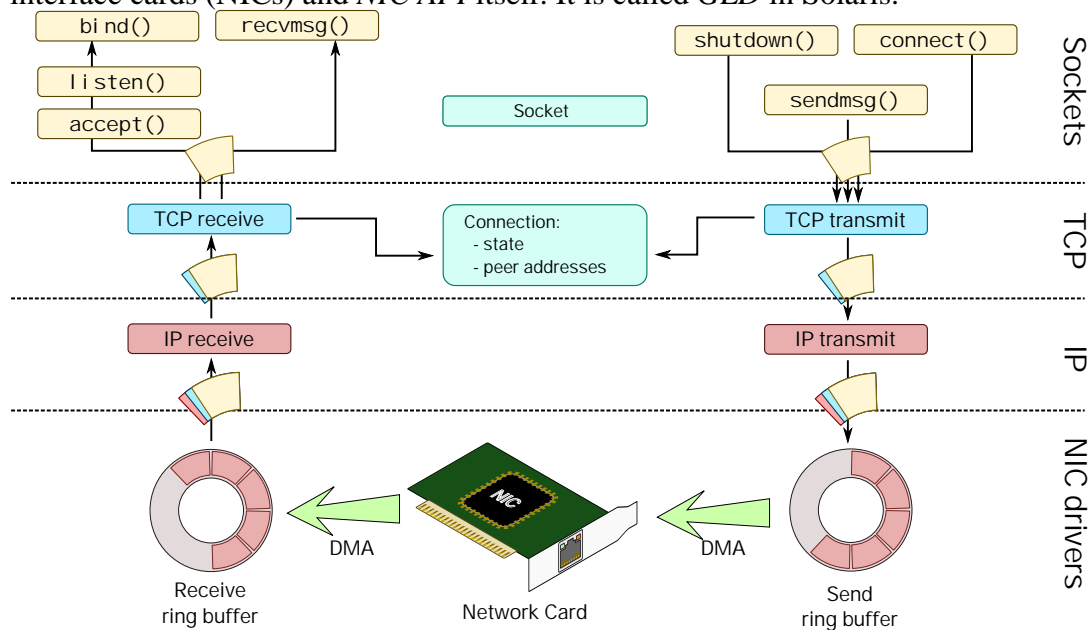 interface cards (NICs) and NIC API itself. It is called GLD in Solaris.
bind()
recvmsg()
shutdown()
connect()
listen()
sendmsg()
Socket
accept()
Sockets
TCP receive
Connection:
- state
- peer addresses
TCP transmit
TCP
IP receive
IP transmit
IP
NIC
DMA
DMA
NIC drivers
Receive
ring buffer
Network Card
Send
ring buffer